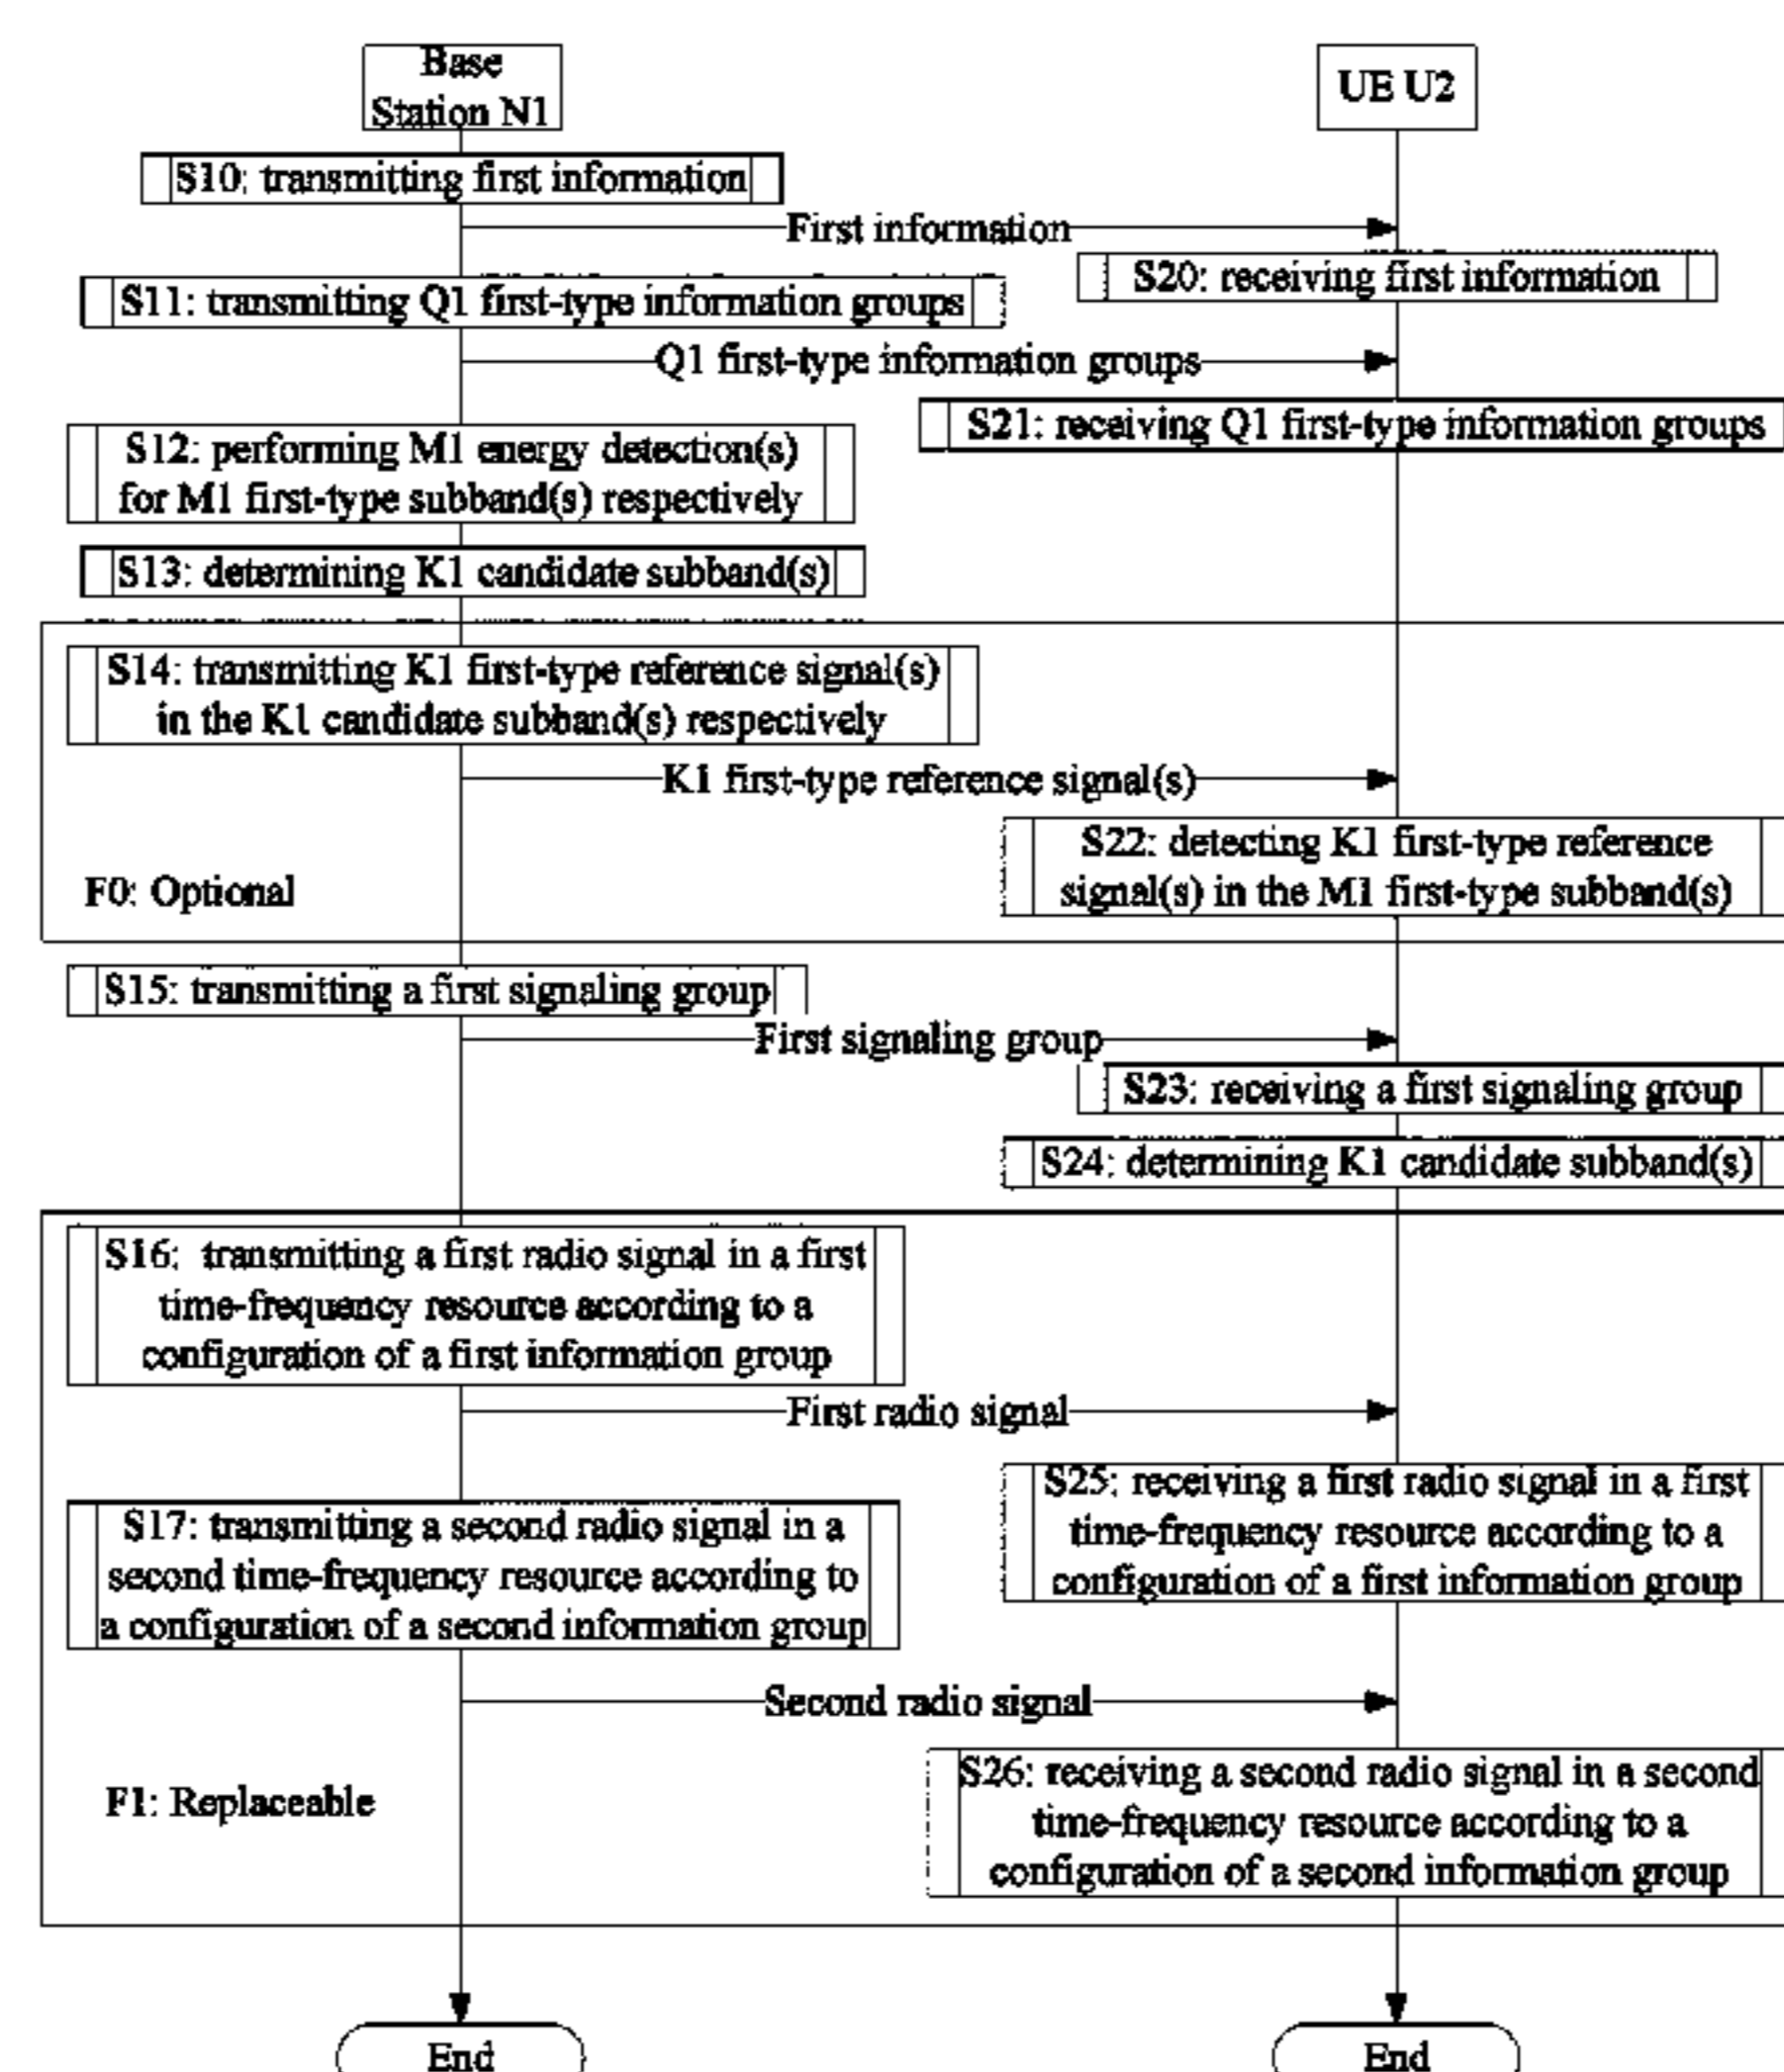 Base
Station N1
UE U2
S10: transmitting first information
First information
S20: receiving first information
S11: transmitting Q1 first-type information groups
Q1 first-type information groups
S21: receiving Q1 first-type information groups
S12: performing M1 energy detection(s)
for M1 first-type subband(s) respectively
S13: determining K1 candidate subband(s)
S14: transmitting K1 first-type reference signal(s)
in the K1 candidate subband(s) respectively
K1 first-type reference signal(s)
S22: detecting K1 first-type reference
signal(s) in the M1 first-type subband(s)
F0: Optional
S15: transmitting a first signaling group
First signaling group
S23: receiving a first signaling group
S24: determining K1 candidate subband(s)
S16: transmitting a first radio signal in a first
time-frequency resource according to a
configuration of a first information group
First radio signal
S25: receiving a first radio signal in a first
time-frequency resource according to a
configuration of a first information group
S17: transmitting a second radio signal in a
second time-frequency resource according to
a configuration of a second information group
Second radio signal
S26: receiving a second radio signal in a second
time-frequency resource according to a
configuration of a second information group
F1: Replaceable
End
End